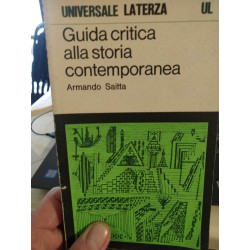 UNIVERSALE LATERZA UL
Guida critica
alla storia
contemporanea
Armando Saitta